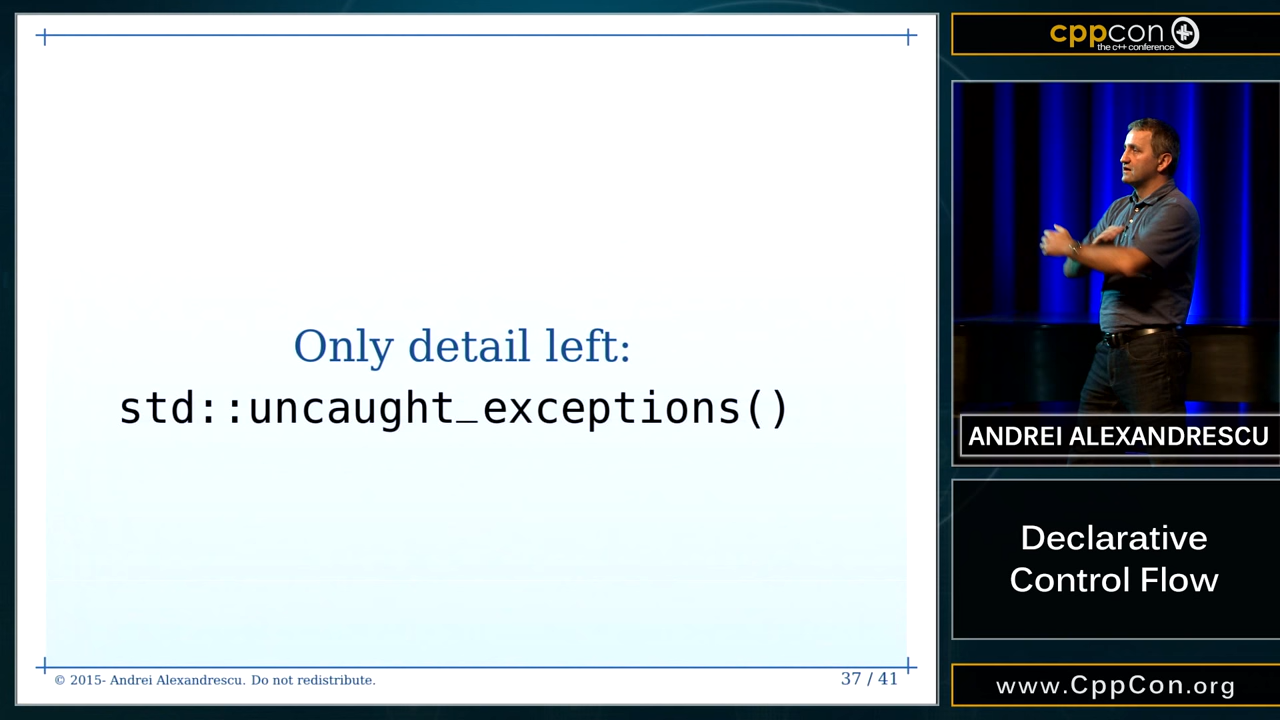 Only detail left:
std::uncaught_exceptions()
© 2015- Andrei Alexandrescu. Do not redistribute.
37 / 41
cppcon
the c++ conference
ANDREI ALEXANDRESCU
Declarative
Control Flow
www.CppCon.org